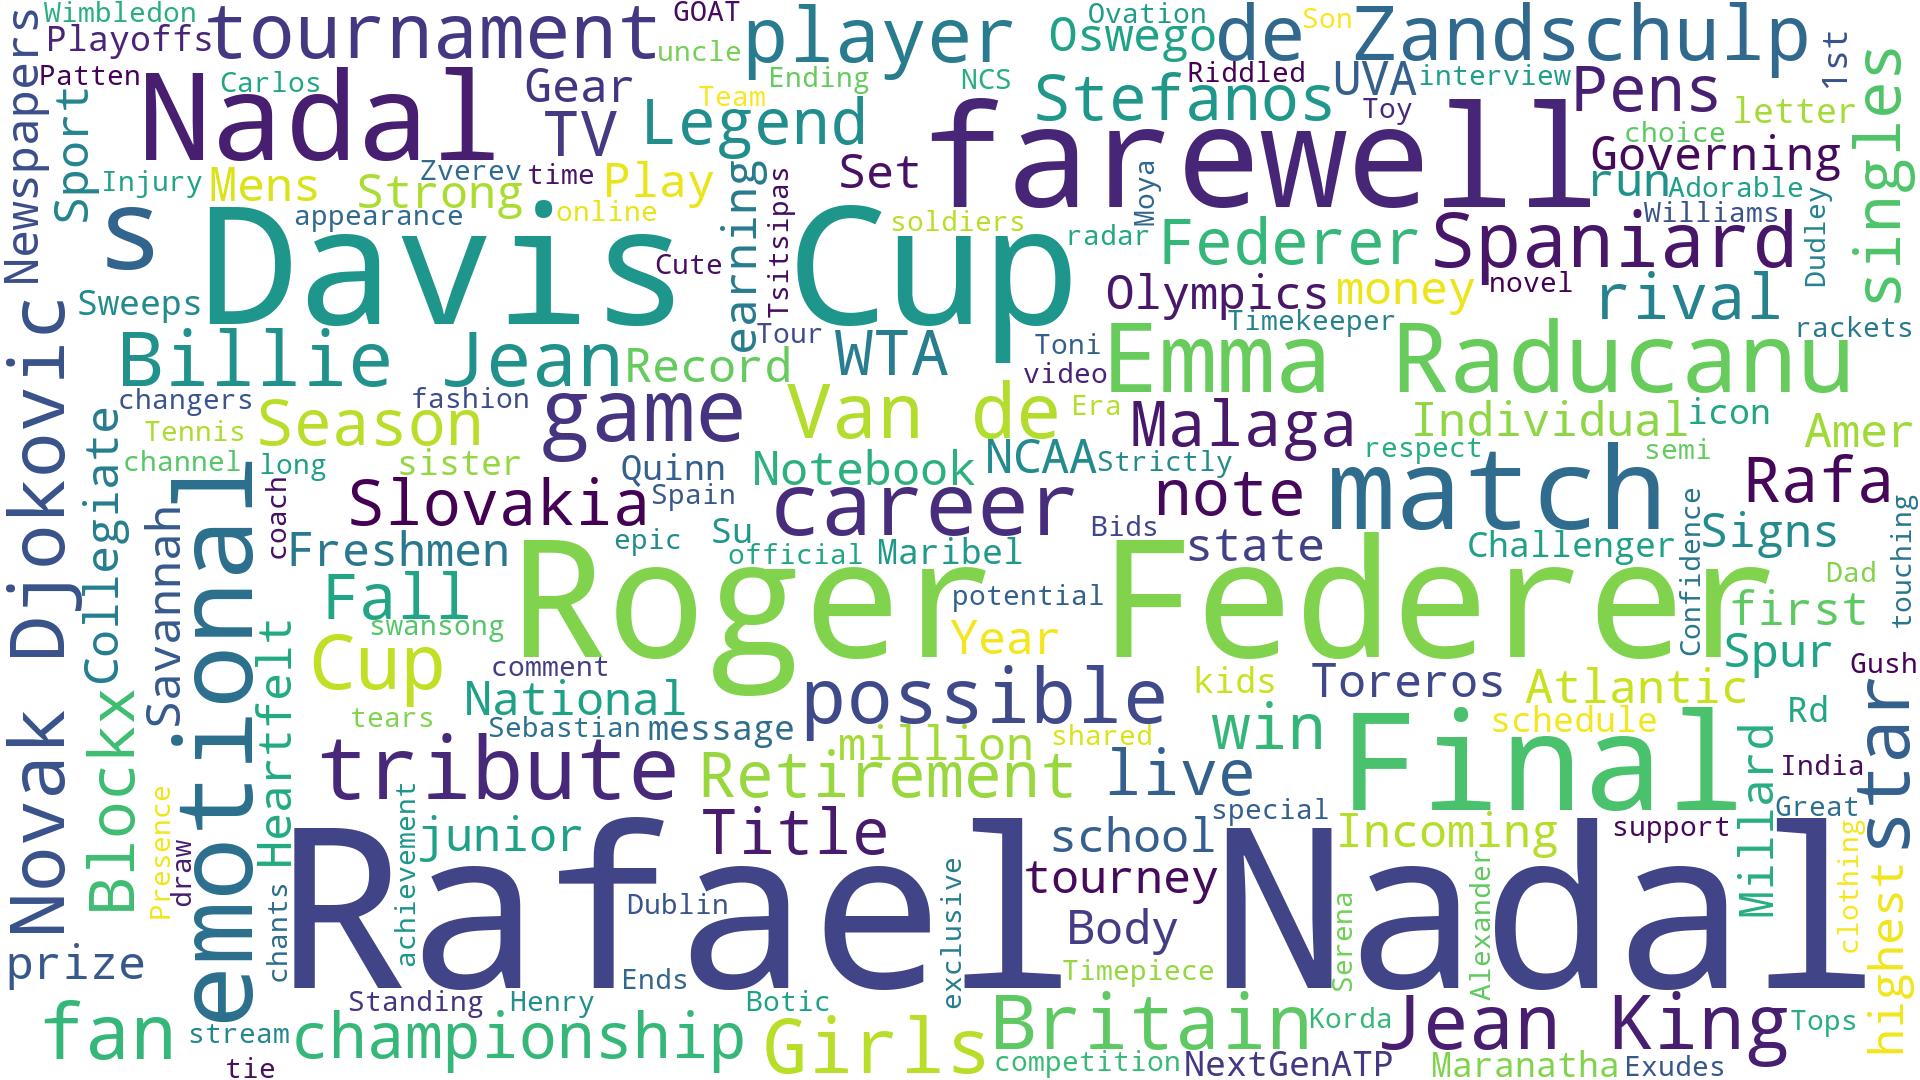 Wimbledon
Playoffs
tournament
GOAT
uncle
player
Ovation
Oswego
de
Son
Zandschulp
1st
Newspapers
Patten
Sport
Nadal
Carlos
Gear
TV
Team
Ending
Legend
NCS
Stefanos
Riddled
UVA
interview
Toy
Pens
letter
choice
Governing
singles
farewell
Set
Injury
Mens
Strong
Zverev
time
Play
online
appearance
s
Davis Cup
Cute
earning
Tsitsipas
soldiers
radar
Moya
run
Adorable
Williams
Dudley
Federer
Spaniard
Olympics
money
novel
rival
Timekeeper
rackets
Sweeps
Billie Jean
Record
Tour
WTA
Toni
video
Emma Raducanu
Novak Djokovic
changers
fashion
Tennis
Season
game
Van de
Era
Malaga
Individual
icon
Amer
channel
long
sister
Quinn
Notebook
NCAA
Strictly
respect
semi
Collegiate
Savannah
emotional
coach
Slovakia
Spain
career
Bids
note
match
Rafa
Freshmen
epic
Su
official
Maribel
state
Challenger
Confidence
Signs
touching
Fall
swansong
Roger Federer
potential
Year
Dad
first
Heartfelt
Cup
comment
National
possible
kids
Toreros
Atlantic
Spur
Gush
Blockx
tears
Sebastian
message
million
shared
win
Final
schedule
Rd
Millard
India
star
tribute
Retirement
live
special
Great
Presence
draw
achievement
junior
Title
school
Incoming
support
clothing
highest
chants
Rafael Nadal
Dublin
exclusive
tourney
Body
Serena
Alexander
prize
Ends
Timepiece
Standing
Henry
Botic
fan
stream
championship
Girls
Britain
Korda
Jean King
Tops
tie
competition
NextGenATP
Maranatha
Exudes